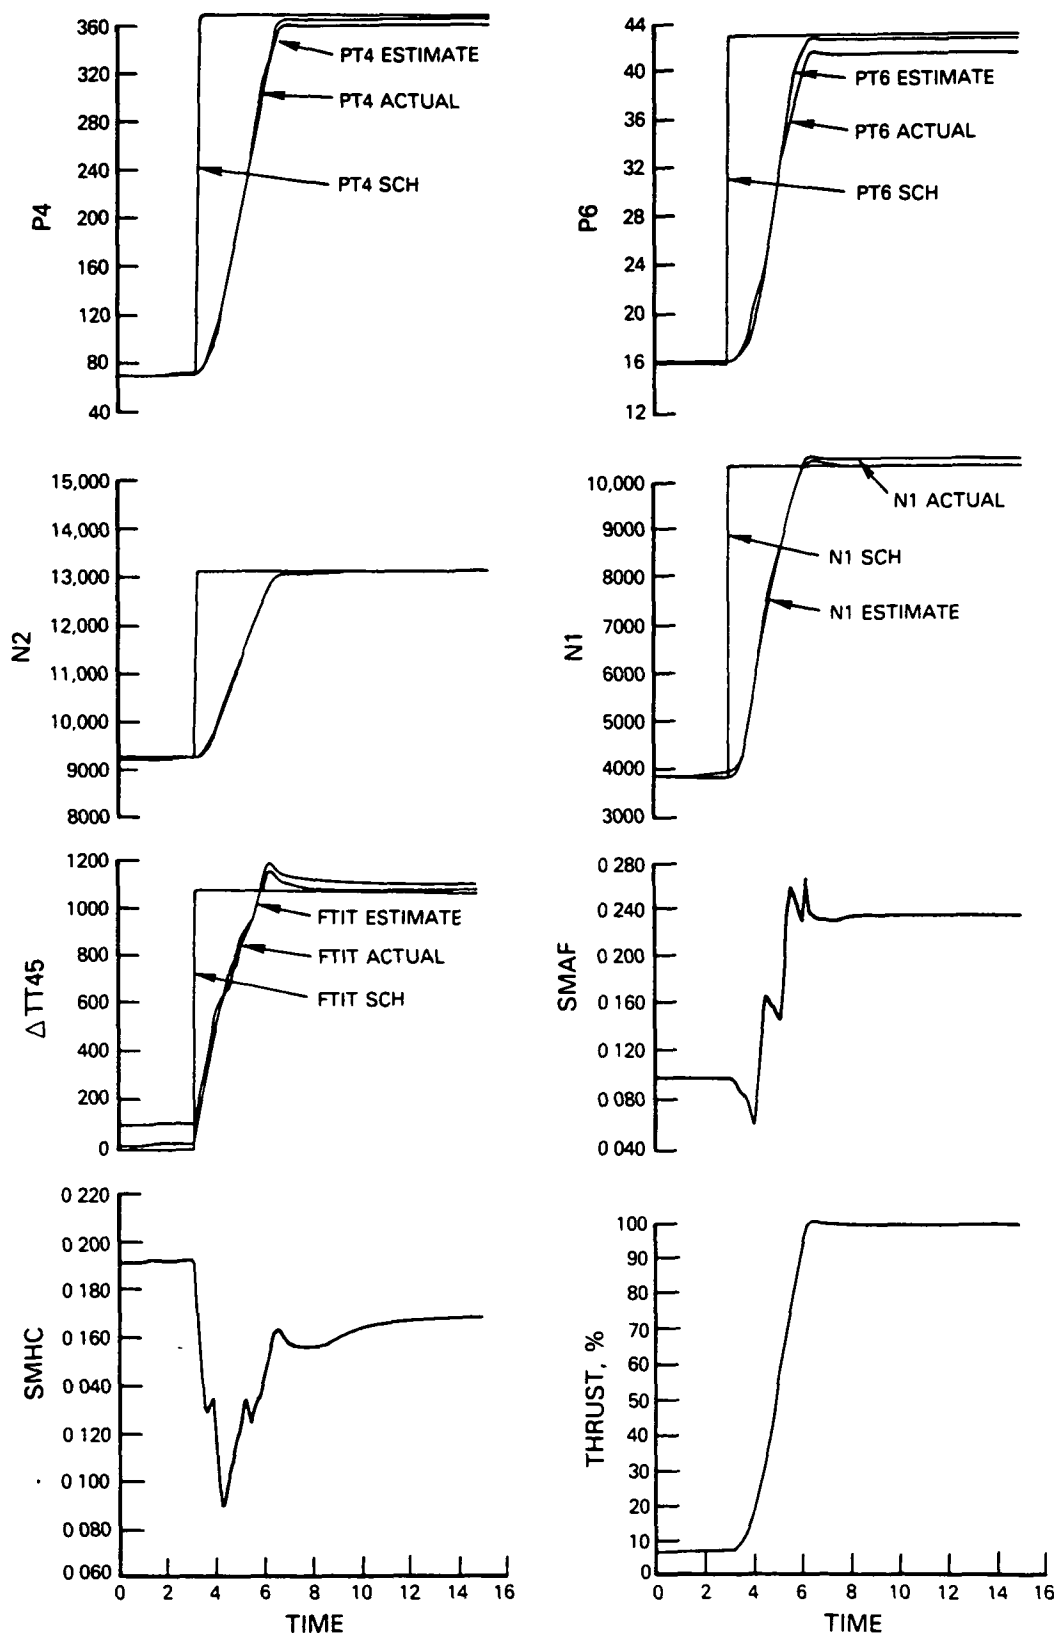 360
320
280
240
200
160
120
80
40
P4
PT4 ESTIMATE
PT4 ACTUAL
PT4 SCH
44
40
36
32
28
24
20
16
12
P6
PT6 ESTIMATE
PT6 ACTUAL
PT6 SCH
15,000
14,000
13,000
12,000
11,000
10,000
9000
8000
N2
10,000
9000
8000
7000
6000
5000
4000
3000
N1
N1 ACTUAL
N1 SCH
N1 ESTIMATE
1200
1000
800
600
400
200
0
△TT45
FTIT ESTIMATE
FTIT ACTUAL
FTIT SCH
0 280
0 240
0 200
0 160
0 120
0 080
0 040
SMAF
0 220
0 200
0 180
0 160
0 040
0 120
0 100
0 080
0 060
SMHC
0 2 4 6 8 10 12 14 16
TIME
100
90
80
70
60
50
40
30
20
10
0
THRUST, %
0 2 4 6 8 10 12 14 16
TIME